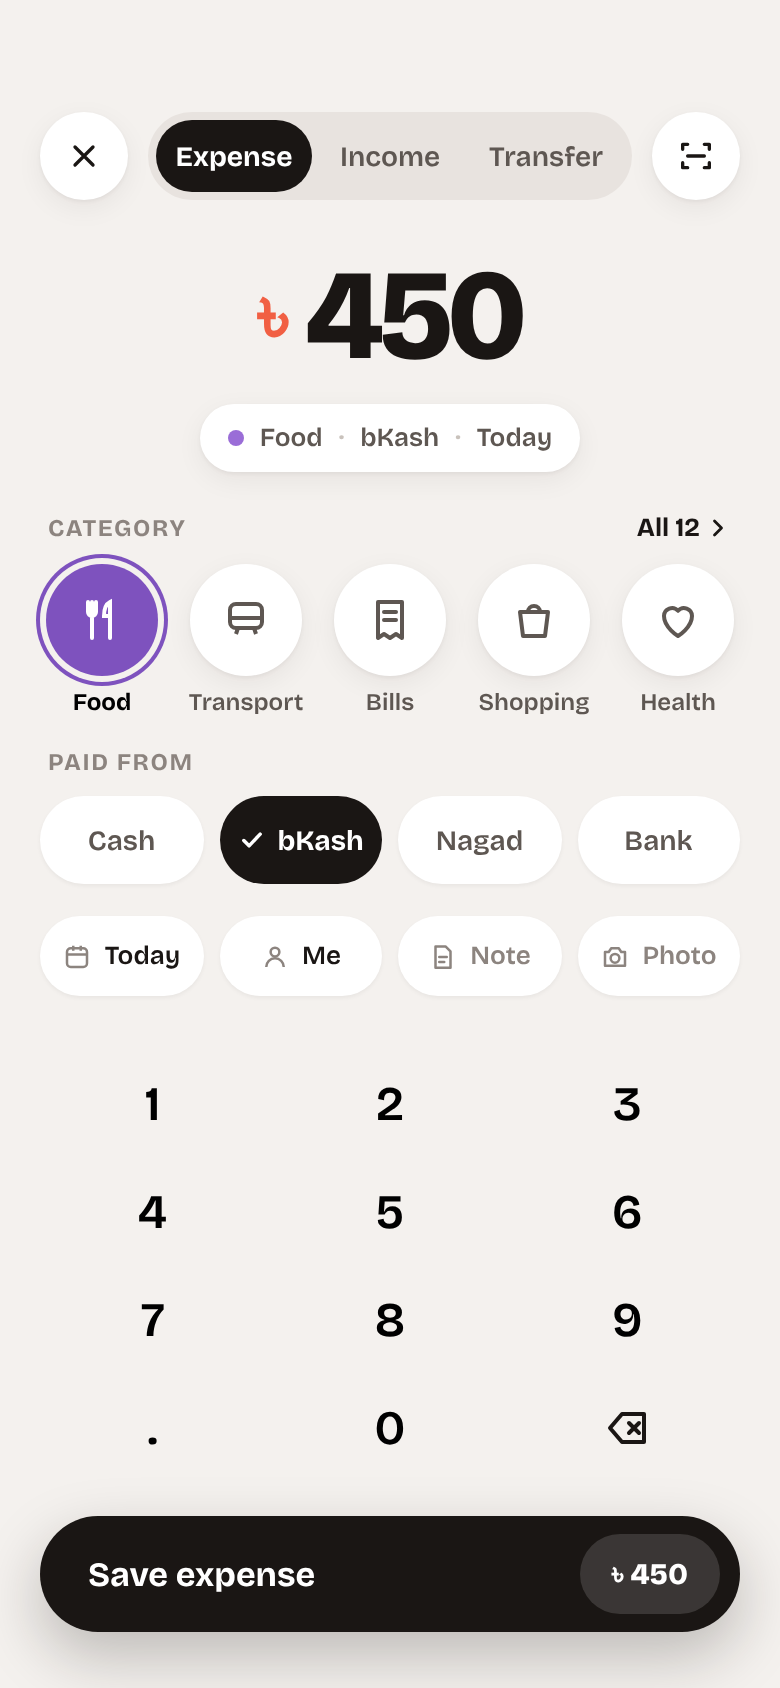 Expense Income Transfer
৳ 450
Food · bKash · Today
CATEGORY All 12
Food Transport Bills Shopping Health
PAID FROM
Cash bKash Nagad Bank
Today Me Note Photo
1 2 3
4 5 6
7 8 9
. 0
Save expense ৳ 450